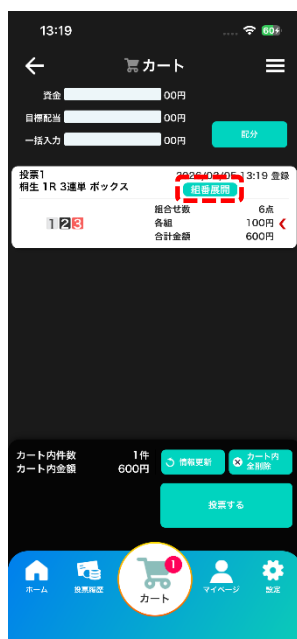 13:19
60
カート
資金 00円
目標配当 00円
一括入力 00円
配分
投票1 2026/03/05 13:19 登録
桐生 1R 3連単 ボックス
組番展開
1 2 3
組合せ数 6点
各組 100円
合計金額 600円
カート内件数 1件
カート内金額 600円
情報更新
カート内
全削除
投票する
1
ホーム
投票履歴
カート
マイページ
設定